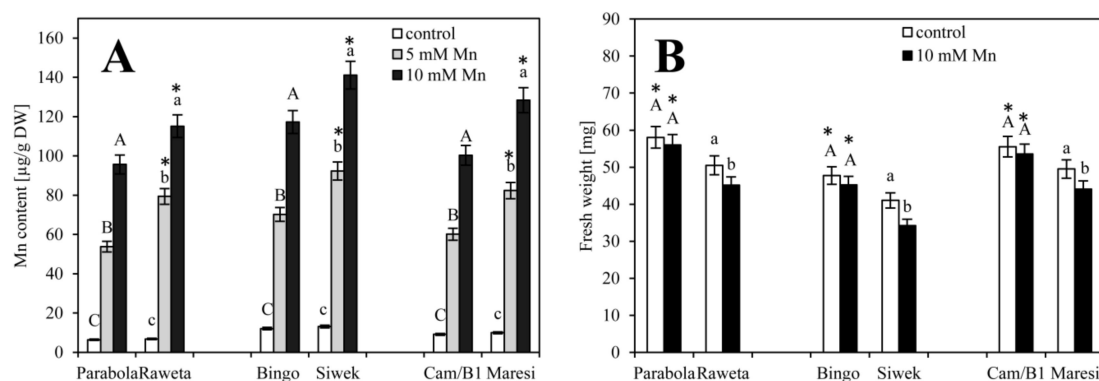 A
B
control
5 mM Mn
10 mM Mn
Mn content [µg/g DW]
160
140
120
100
80
60
40
20
0
C
B
A
c
*
b
*
a
C
B
A
c
*
b
*
a
C
B
A
c
*
b
*
a
Parabola Raweta Bingo Siwek Cam/B1 Maresi
control
10 mM Mn
Fresh weight [mg]
90
80
70
60
50
40
30
20
10
0
* *
A A
a b
* *
A A
a b
* *
A A
a b
Parabola Raweta Bingo Siwek Cam/B1 Maresi